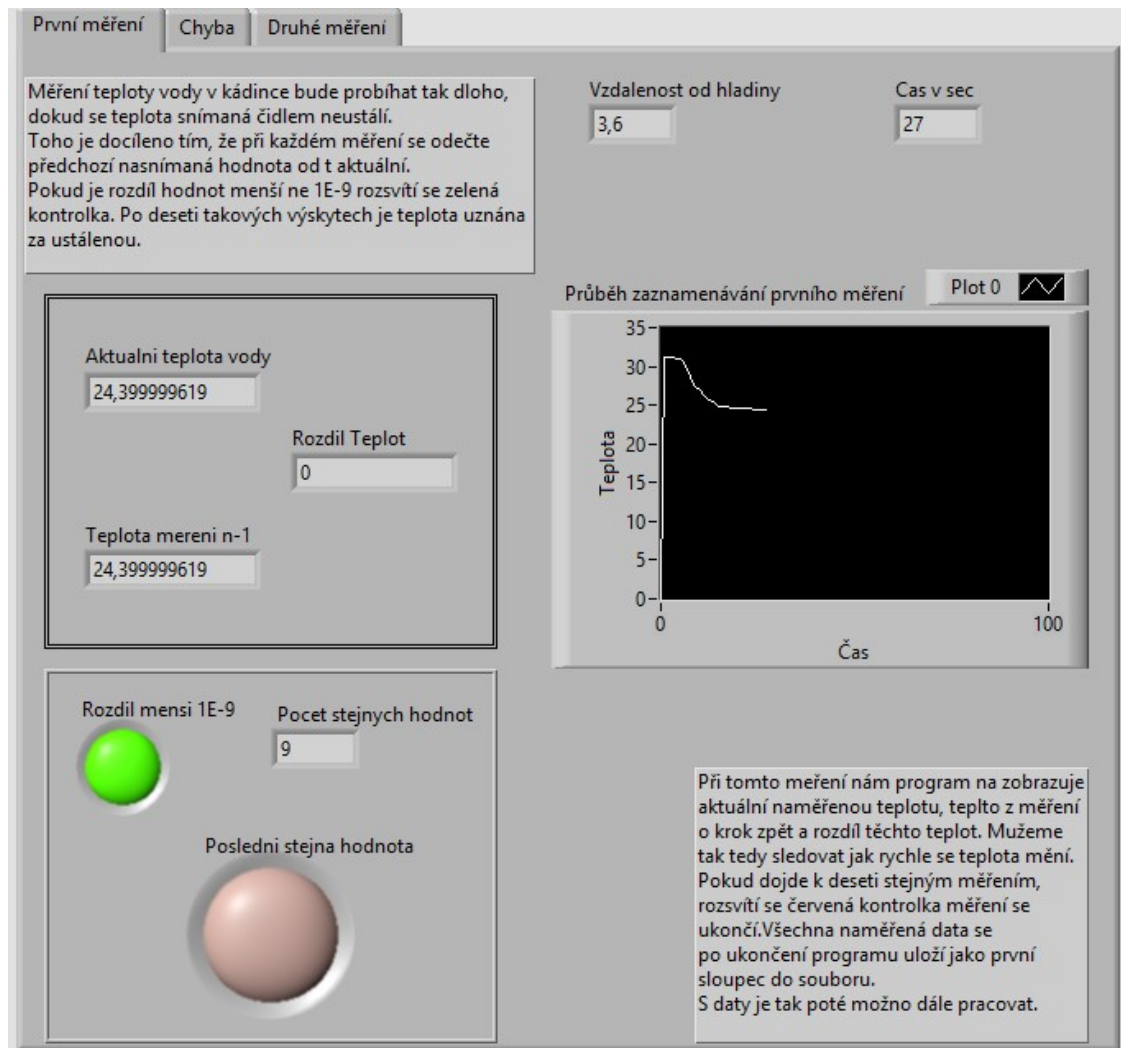 První měření
Chyba
Druhé měření
Měření teploty vody v kádince bude probíhat tak dloho,
dokud se teplota snímaná čidlem neustálí.
Toho je docíleno tím, že při každém měření se odečte
předchozí nasnímaná hodnota od t aktuální.
Pokud je rozdíl hodnot menší ne 1E-9 rozsvítí se zelená
kontrolka. Po deseti takových výskytech je teplota uznána
za ustálenou.
Vzdalenost od hladiny
3,6
Cas v sec
27
Aktualni teplota vody
24,399999619
Rozdil Teplot
0
Teplota mereni n-1
24,399999619
Průběh zaznamenávání prvního měření
Plot 0
35
30
25
20
15
10
5
0
Teplota
0
100
Čas
Rozdil mensi 1E-9
Pocet stejnych hodnot
9
Posledni stejna hodnota
Při tomto meření nám program na zobrazuje
aktuální naměřenou teplotu, teplto z měření
o krok zpět a rozdíl těchto teplot. Mužeme
tak tedy sledovat jak rychle se teplota mění.
Pokud dojde k deseti stejným měřením,
rozsvítí se červená kontrolka měření se
ukončí.Všechna naměřená data se
po ukončení programu uloží jako první
sloupec do souboru.
S daty je tak poté možno dále pracovat.